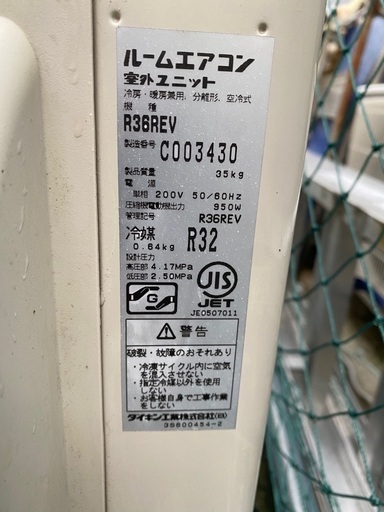 ルームエアコン
室外ユニット
冷房・暖房兼用, 分離形, 空冷式
機種
R36REV
製造番号 C003430
製品質量 35kg
電源
単相 200V 50/60Hz
圧縮機電動機出力 950W
管理記号 R36REV
冷媒 R32
0.64kg
設計圧力
高圧部 4.17MPa
低圧部 2.50MPa
G
JIS
JET
JE0507011
警告
破裂・故障のおそれあり
・冷凍サイクル内に空気
を混入させない
・指定冷媒以外を使用
しない
・お客様自身で工事作業を
しない
ダイキン工業株式会社(B)
3S600454-2